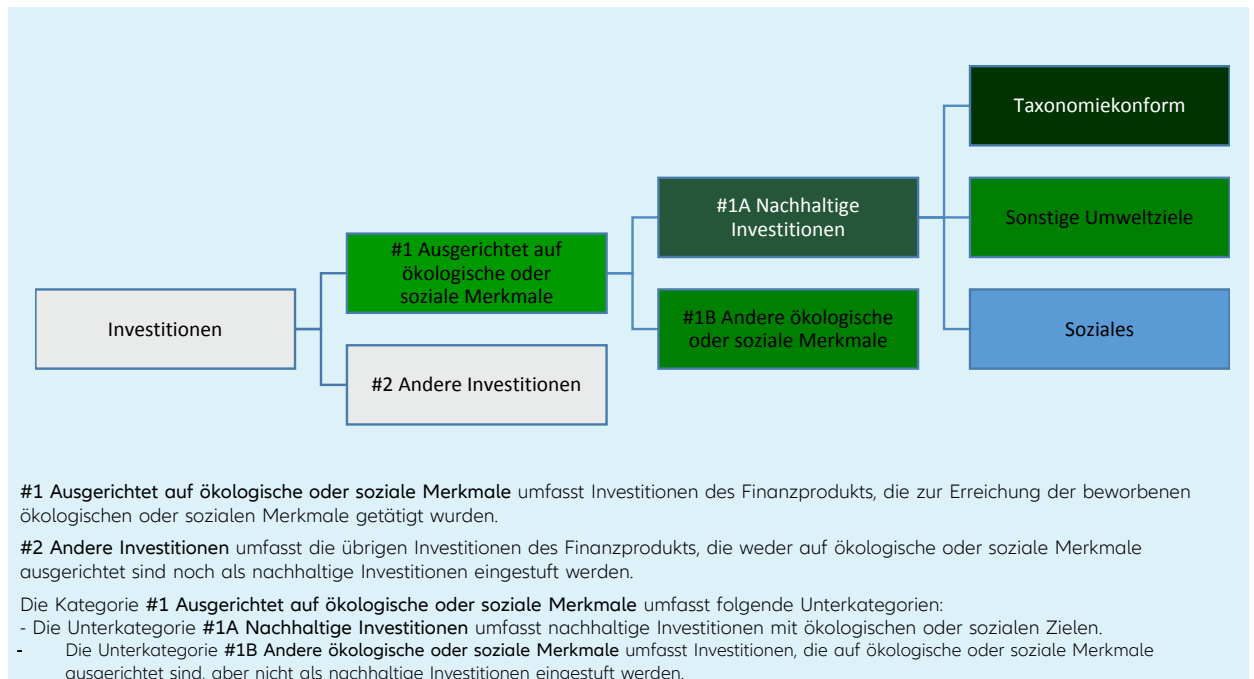 Taxonomiekonform
#1A Nachhaltige
Investitionen
Sonstige Umweltziele
#1 Ausgerichtet auf
ökologische oder
soziale Merkmale
Investitionen
#1B Andere ökologische
oder soziale Merkmale
Soziales
#2 Andere Investitionen
#1 Ausgerichtet auf ökologische oder soziale Merkmale umfasst Investitionen des Finanzprodukts, die zur Erreichung der beworbenen
ökologischen oder sozialen Merkmale getätigt wurden.
#2 Andere Investitionen umfasst die übrigen Investitionen des Finanzprodukts, die weder auf ökologische oder soziale Merkmale
ausgerichtet sind noch als nachhaltige Investitionen eingestuft werden.
Die Kategorie #1 Ausgerichtet auf ökologische oder soziale Merkmale umfasst folgende Unterkategorien:
- Die Unterkategorie #1A Nachhaltige Investitionen umfasst nachhaltige Investitionen mit ökologischen oder sozialen Zielen.
- Die Unterkategorie #1B Andere ökologische oder soziale Merkmale umfasst Investitionen, die auf ökologische oder soziale Merkmale
ausgerichtet sind, aber nicht als nachhaltige Investitionen eingestuft werden.